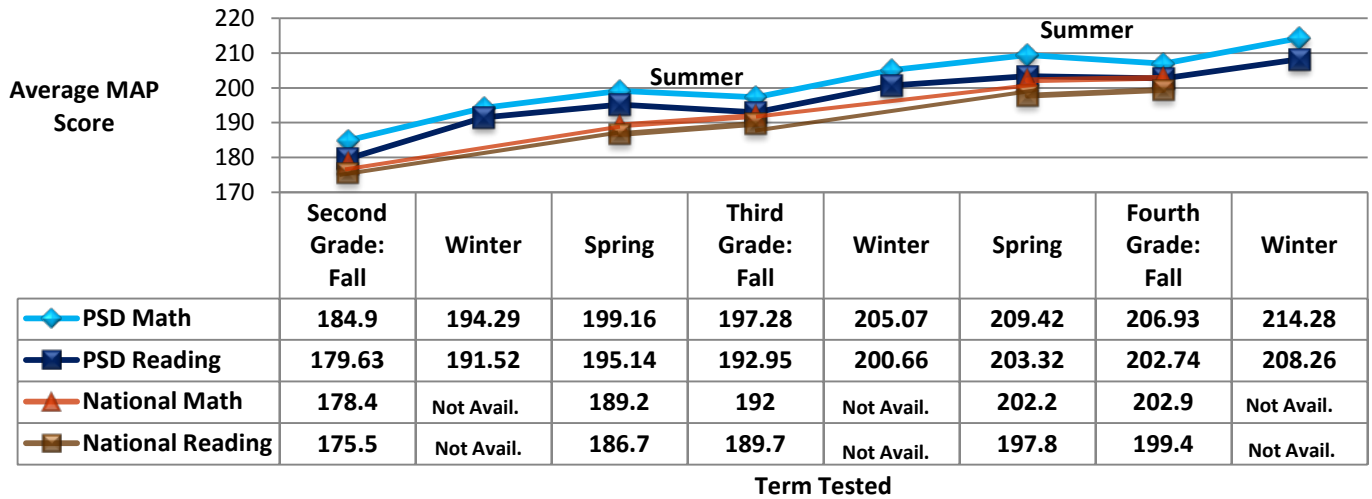 220
210
200
190
180
170
Average MAP
Score
Summer
Summer
Second
Grade:
Fall
Winter
Spring
Third
Grade:
Fall
Winter
Spring
Fourth
Grade:
Fall
Winter
PSD Math 184.9 194.29 199.16 197.28 205.07 209.42 206.93 214.28
PSD Reading 179.63 191.52 195.14 192.95 200.66 203.32 202.74 208.26
National Math 178.4 Not Avail. 189.2 192 Not Avail. 202.2 202.9 Not Avail.
National Reading 175.5 Not Avail. 186.7 189.7 Not Avail. 197.8 199.4 Not Avail.
Term Tested